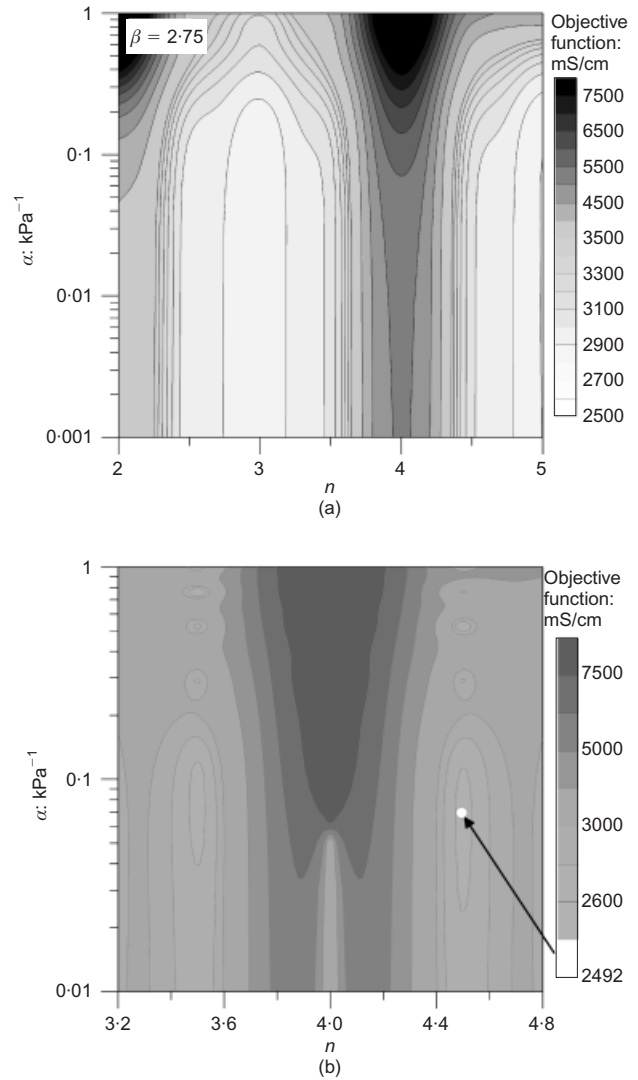 β = 2·75
Objective
function:
mS/cm
7500
6500
5500
4500
3500
3300
3100
2900
2700
2500
1
0·1
0·01
0·001
α: kPa⁻¹
2
3
4
5
n
(a)
Objective
function:
mS/cm
7500
5000
3000
2600
2492
1
0·1
0·01
α: kPa⁻¹
3·2
3·6
4·0
4·4
4·8
n
(b)